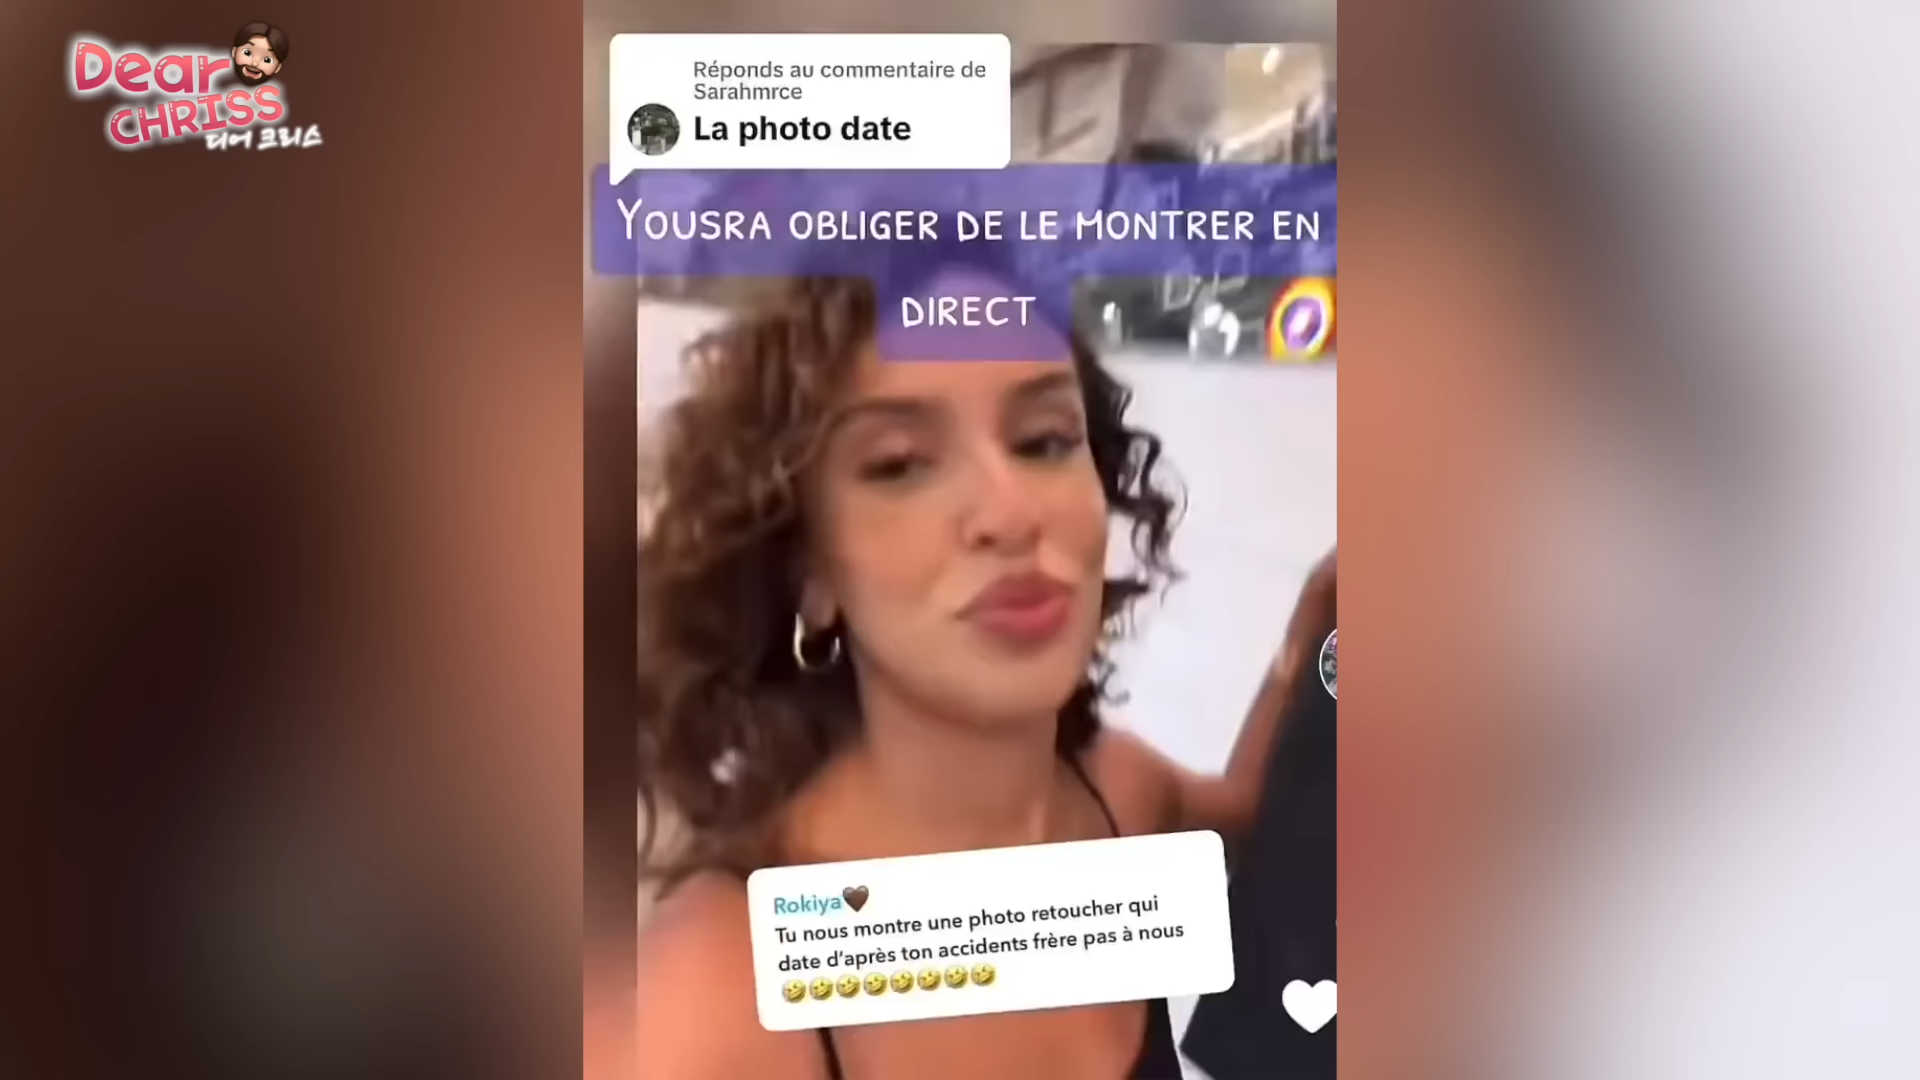 Dear
CHRISS
디어 크리스
Réponds au commentaire de
Sarahmrce
La photo date
YOUSRA OBLIGER DE LE MONTRER EN
DIRECT
Rokiya🖤
Tu nous montre une photo retoucher qui
date d'après ton accidents frère pas à nous
🤣🤣🤣🤣🤣🤣🤣🤣